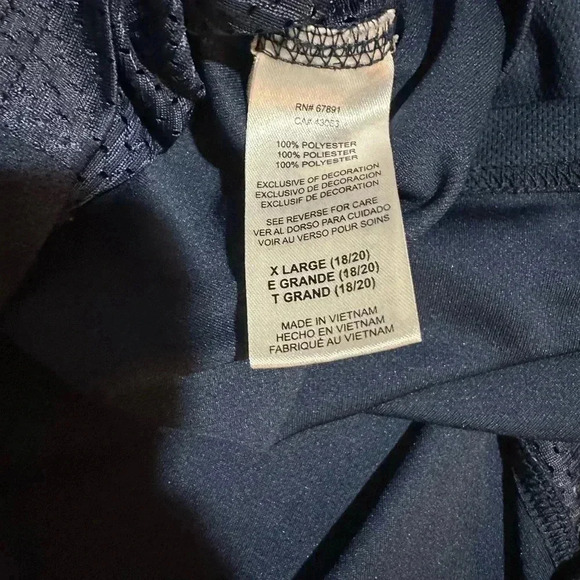 RN# 67891
CA# 43053
100% POLYESTER
100% POLIESTER
100% POLYESTER
EXCLUSIVE OF DECORATION
EXCLUSIVO DE DECORACION
EXCLUSIF DE DECORATION
SEE REVERSE FOR CARE
VER AL DORSO PARA CUIDADO
VOIR AU VERSO POUR SOINS
X LARGE (18/20)
E GRANDE (18/20)
T GRAND (18/20)
MADE IN VIETNAM
HECHO EN VIETNAM
FABRIQUÉ AU VIETNAM